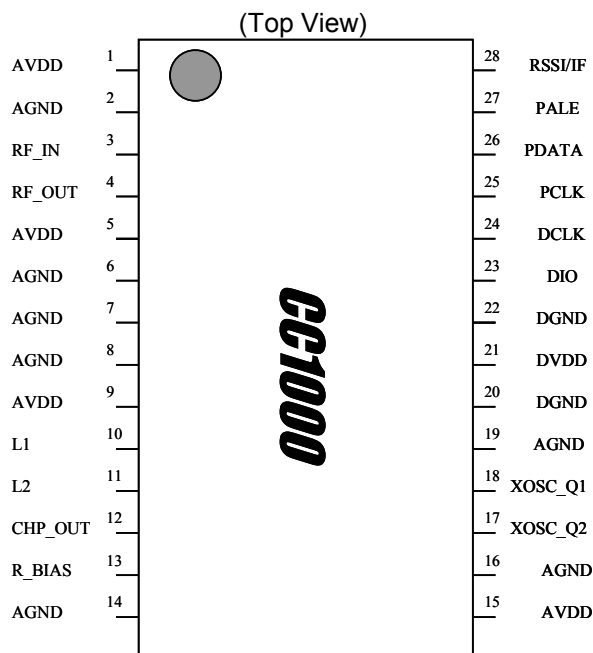 (Top View)
AVDD 1
AGND 2
RF_IN 3
RF_OUT 4
AVDD 5
AGND 6
AGND 7
AGND 8
AVDD 9
L1 10
L2 11
CHP_OUT 12
R_BIAS 13
AGND 14
CC1000
28 RSSI/IF
27 PALE
26 PDATA
25 PCLK
24 DCLK
23 DIO
22 DGND
21 DVDD
20 DGND
19 AGND
18 XOSC_Q1
17 XOSC_Q2
16 AGND
15 AVDD